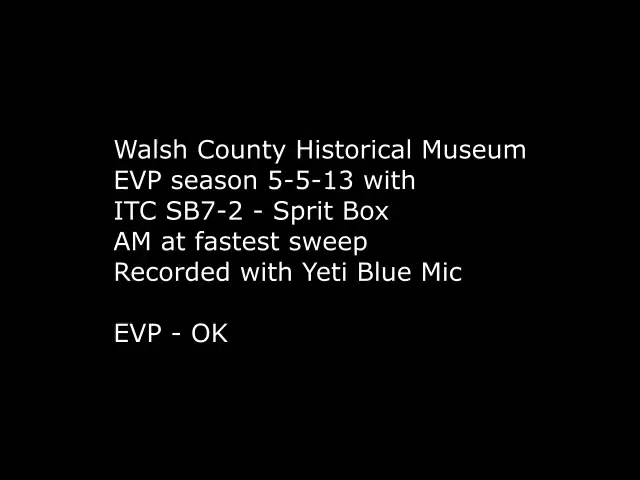 Walsh County Historical Museum
EVP season 5-5-13 with
ITC SB7-2 - Sprit Box
AM at fastest sweep
Recorded with Yeti Blue Mic
EVP - OK